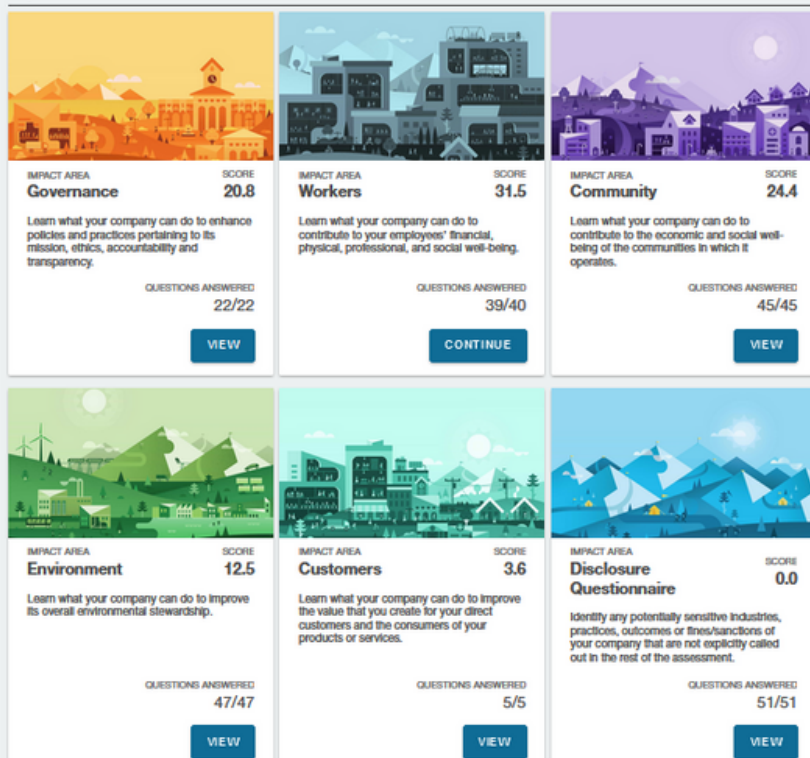 IMPACT AREA
SCORE
Governance
20.8
Learn what your company can do to enhance
policies and practices pertaining to its
mission, ethics, accountability and
transparency.
QUESTIONS ANSWERED
22/22
VIEW
IMPACT AREA
SCORE
Workers
31.5
Learn what your company can do to
contribute to your employees' financial,
physical, professional, and social well-being.
QUESTIONS ANSWERED
39/40
CONTINUE
IMPACT AREA
SCORE
Community
24.4
Learn what your company can do to
contribute to the economic and social well-
being of the communities in which it
operates.
QUESTIONS ANSWERED
45/45
VIEW
IMPACT AREA
SCORE
Environment
12.5
Learn what your company can do to improve
its overall environmental stewardship.
QUESTIONS ANSWERED
47/47
VIEW
IMPACT AREA
SCORE
Customers
3.6
Learn what your company can do to improve
the value that you create for your direct
customers and the consumers of your
products or services.
QUESTIONS ANSWERED
5/5
VIEW
IMPACT AREA
SCORE
Disclosure
Questionnaire
0.0
Identify any potentially sensitive industries,
practices, outcomes or fines/sanctions of
your company that are not explicitly called
out in the rest of the assessment.
QUESTIONS ANSWERED
51/51
VIEW